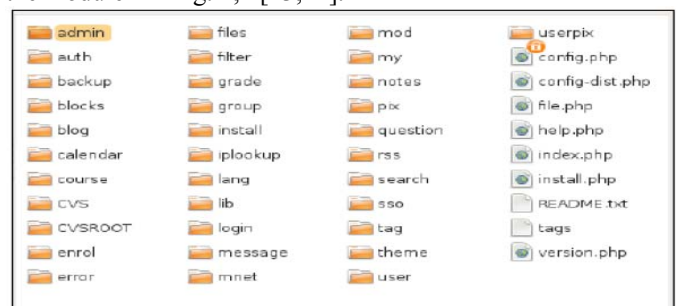 admin
auth
backup
blocks
blog
calendar
course
CVS
CVSROOT
enrol
error
files
filter
grade
group
install
iplookup
lang
lib
login
message
mnet
mod
my
notes
pix
question
rss
search
sso
tag
theme
user
userpix
config.php
config-dist.php
file.php
help.php
index.php
install.php
README.txt
tags
version.php